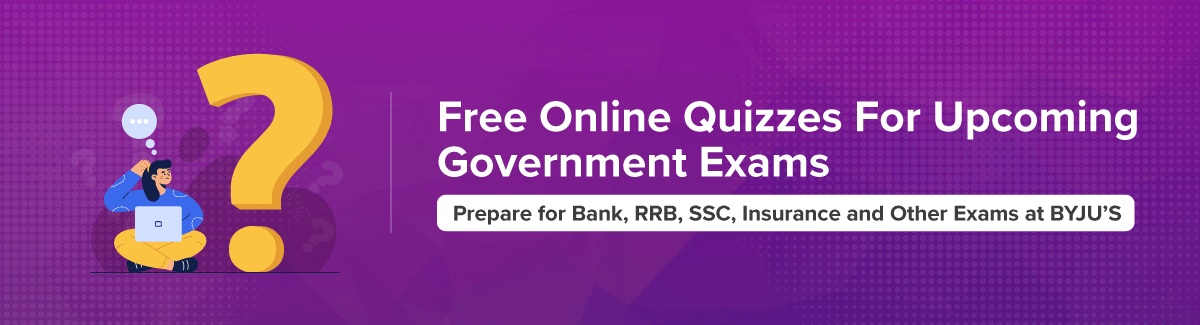 Free Online Quizzes For Upcoming
Government Exams
Prepare for Bank, RRB, SSC, Insurance and Other Exams at BYJU'S